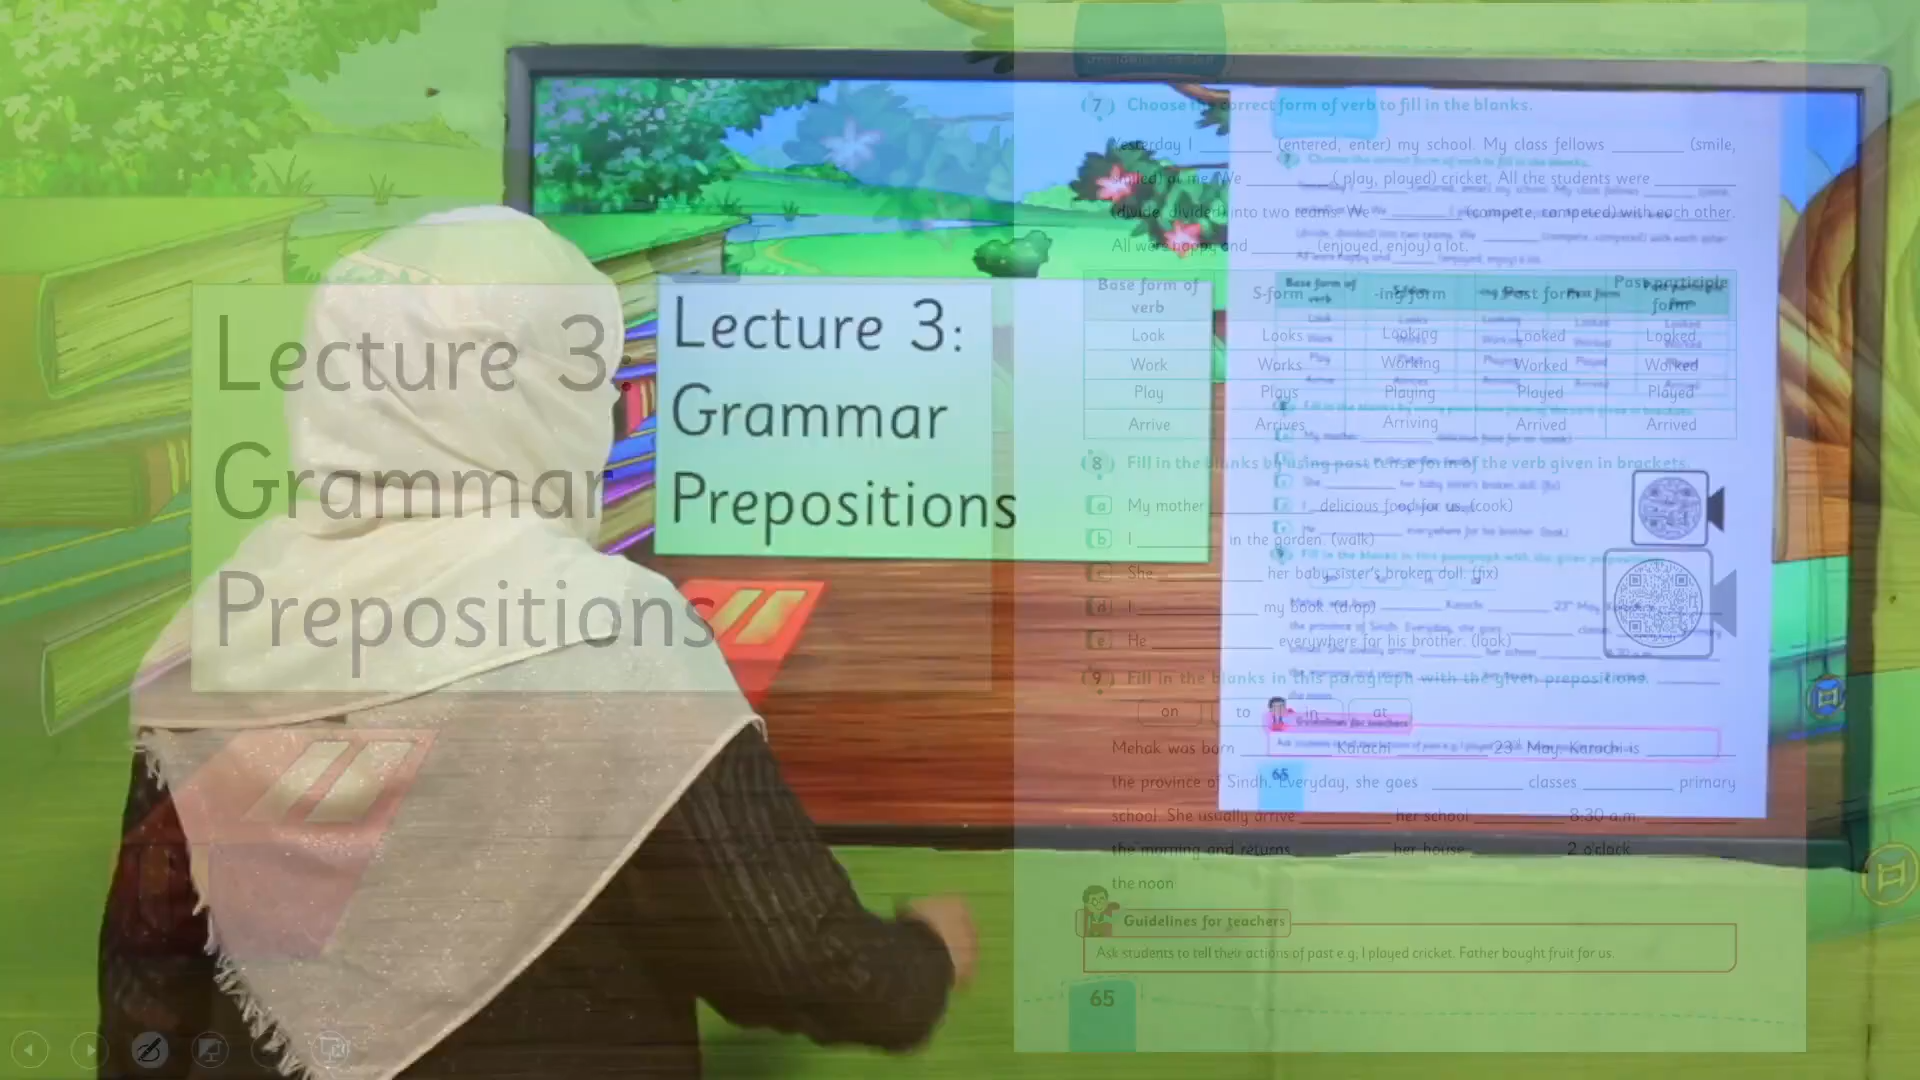 Lecture 3:
Grammar
Prepositions
Lecture 3
Grammar
Prepositions
7 Choose the correct form of verb to fill in the blanks.
Yesterday I ________ (entered, enter) my school. My class fellows ________ (smile,
smiled) at me. We ________ ( play, played) cricket. All the students were ________
(divide, divided) into two teams. We ________ (compete, competed) with each other.
All were happy and ________ (enjoyed, enjoy) a lot.
Base form of verb S-form -ing form Past form Past participle form
Look Looks Looking Looked Looked
Work Works Working Worked Worked
Play Plays Playing Played Played
Arrive Arrives Arriving Arrived Arrived
8 Fill in the blanks by using past tense form of the verb given in brackets.
a My mother ________ delicious food for us. (cook)
b I ________ in the garden. (walk)
c She ________ her baby sister's broken doll. (fix)
d I ________ my book. (drop)
e He ________ everywhere for his brother. (look)
9 Fill in the blanks in this paragraph with the given prepositions.
on to in at
Mehak was born ________ Karachi ________ 23rd May. Karachi is ________
the province of Sindh. Everyday, she goes ________ classes ________ primary
school. She usually arrive ________ her school ________ 8:30 a.m. ________
the morning and returns ________ her house ________ 2 o'clock ________
the noon
Guidelines for teachers
Ask students to tell their actions of past e.g, I played cricket. Father bought fruit for us.
65